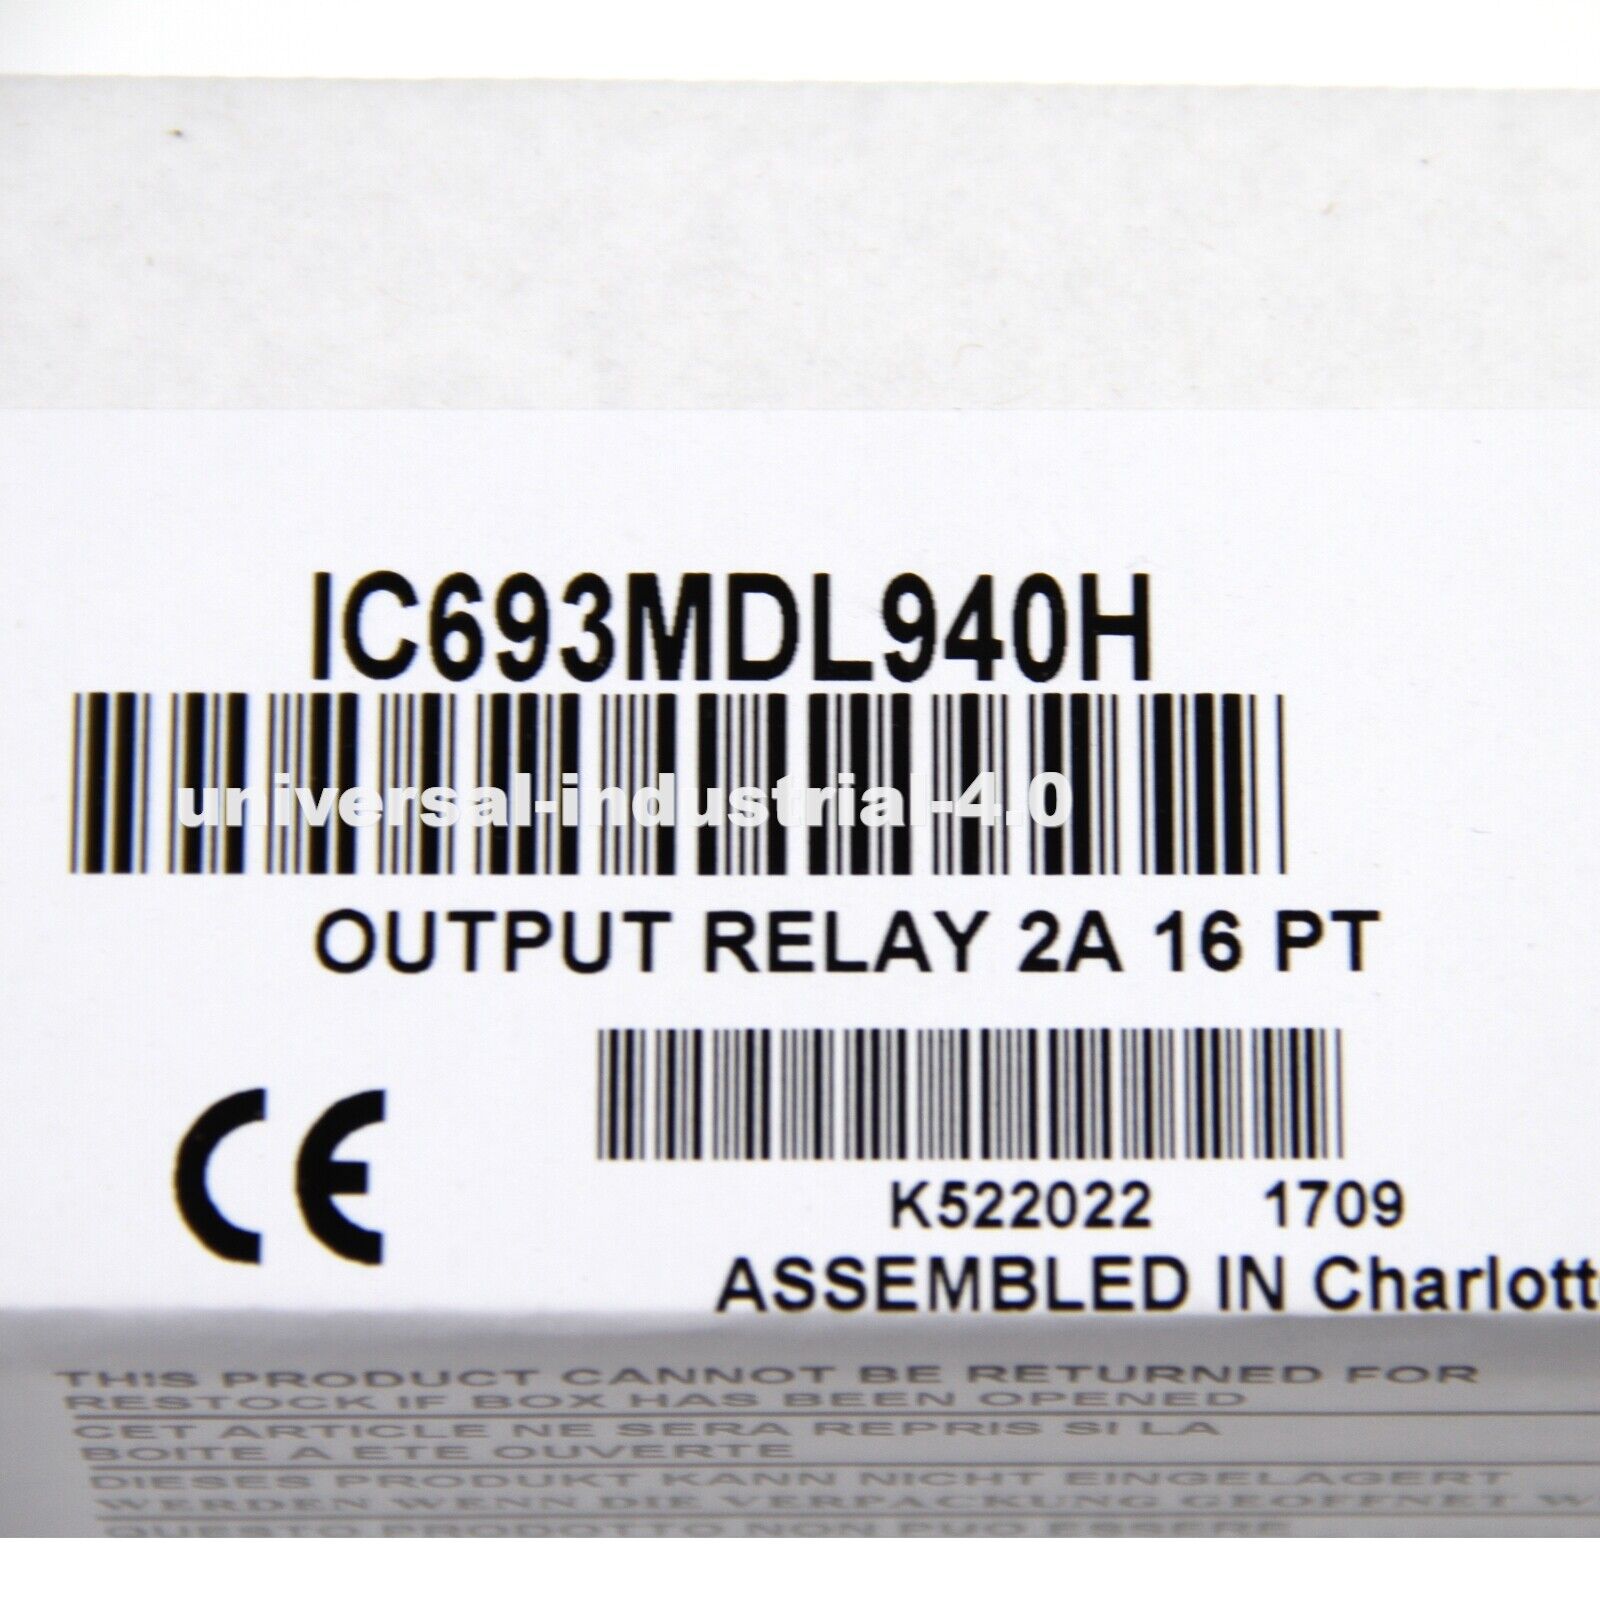 IC693MDL940H
universal-industrial-4.0
OUTPUT RELAY 2A 16 PT
CE
K522022 1709
ASSEMBLED IN Charlott
THIS PRODUCT CANNOT BE RETURNED FOR
RESTOCK IF BOX HAS BEEN OPENED
CET ARTICLE NE SERA REPRIS SI LA
BOITE A ETE OUVERTE
DIESES PRODUKT KANN NICHT EINGELAGERT
WERDEN WENN DIE VERPACKUNG GEOFFNET W
QUESTO PRODOTTO NON PUO ESSERE